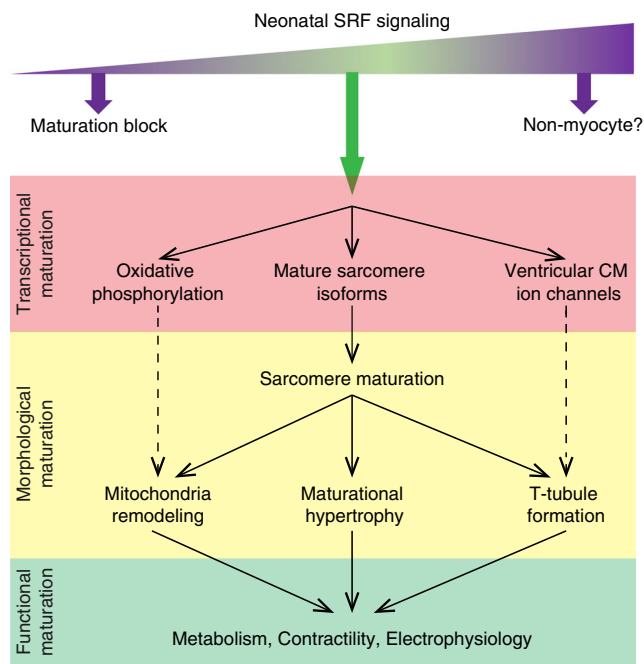 Neonatal SRF signaling
Maturation block
Non-myocyte?
Transcriptional
maturation
Oxidative
phosphorylation
Mature sarcomere
isoforms
Ventricular CM
ion channels
Morphological
maturation
Sarcomere maturation
Mitochondria
remodeling
Maturational
hypertrophy
T-tubule
formation
Functional
maturation
Metabolism, Contractility, Electrophysiology